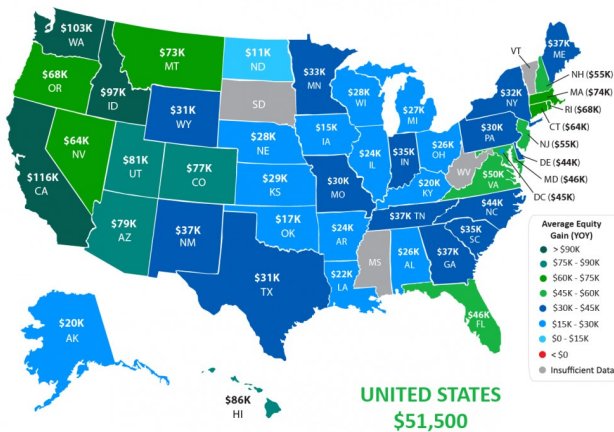 $103K
WA
$68K
OR
$116K
CA
$64K
NV
$97K
ID
$73K
MT
$31K
WY
$81K
UT
$77K
CO
$79K
AZ
$37K
NM
$11K
ND
SD
$28K
NE
$29K
KS
$17K
OK
$31K
TX
$33K
MN
$15K
IA
$30K
MO
$24K
AR
$22K
LA
$28K
WI
$24K
IL
$27K
MI
$35K
IN
$26K
OH
$20K
KY
$37K TN
MS
$26K
AL
$37K
GA
$46K
FL
$35K
SC
$44K
NC
$50K
VA
WV
$30K
PA
$32K
NY
VT
$37K
ME
NH ($55K)
MA ($74K)
RI ($68K)
CT ($64K)
NJ ($55K)
DE ($44K)
MD ($46K)
DC ($45K)
$20K
AK
$86K
HI
Average Equity
Gain (YOY)
> $90K
$75K - $90K
$60K - $75K
$45K - $60K
$30K - $45K
$15K - $30K
$0 - $15K
< $0
Insufficient Data
UNITED STATES
$51,500